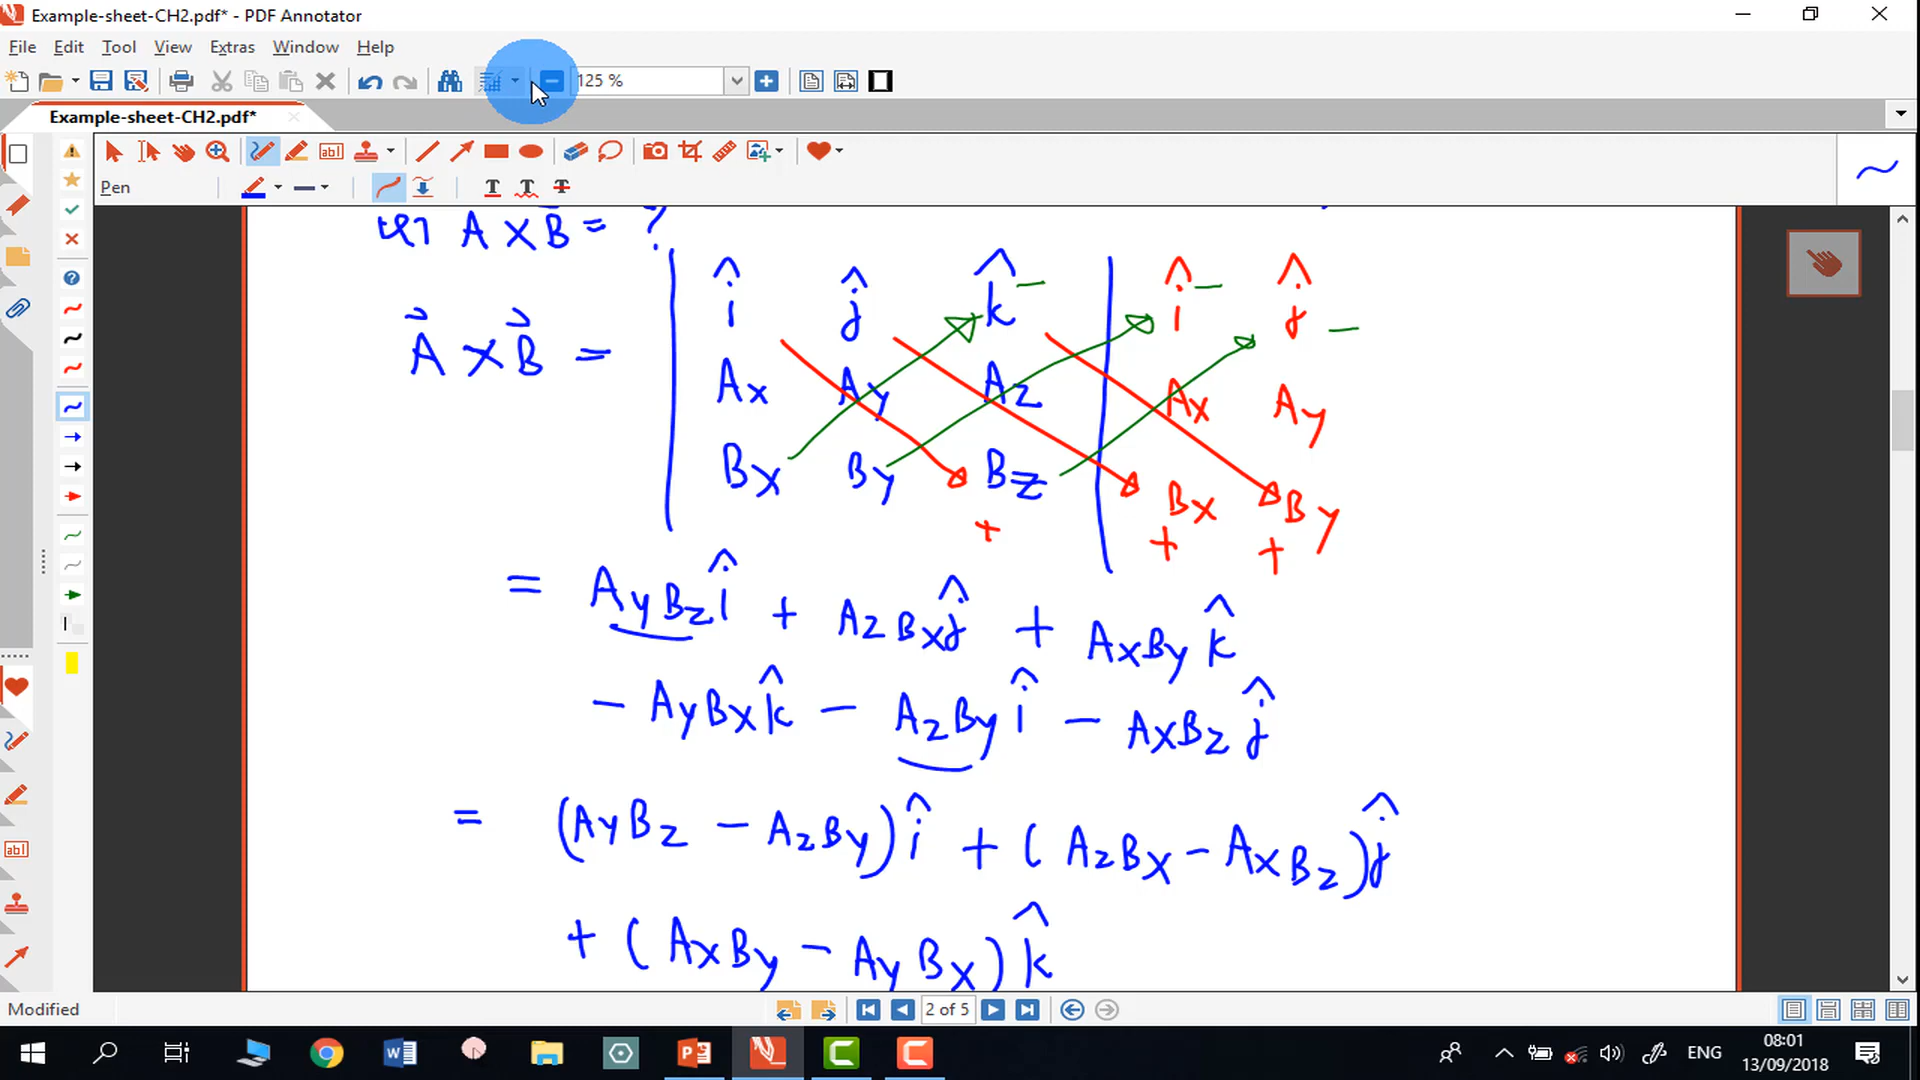 Example-sheet-CH2.pdf* - PDF Annotator
File Edit Tool View Extras Window Help
125 %
Example-sheet-CH2.pdf*
Pen
หา A × B = ?
î ĵ k̂ − î − ĵ −
A⃗ × B⃗ =
Ax Ay Az Ax Ay
Bx By Bz Bx By
+ + +
= AyBz î + AzBx ĵ + AxBy k̂
− AyBx k̂ − AzBy î − AxBz ĵ
= (AyBz − AzBy) î + (AzBx − AxBz) ĵ
+ (AxBy − AyBx) k̂
Modified
2 of 5
ENG
08:01
13/09/2018